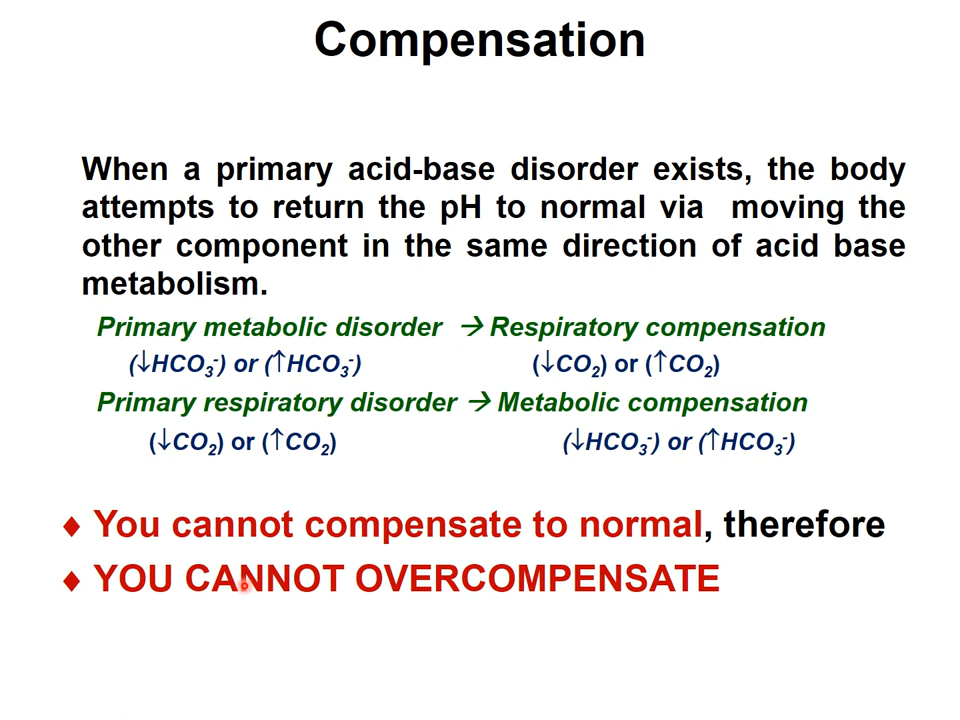 Compensation
When a primary acid-base disorder exists, the body
attempts to return the pH to normal via moving the
other component in the same direction of acid base
metabolism.
Primary metabolic disorder → Respiratory compensation
(↓HCO₃⁻) or (↑HCO₃⁻) (↓CO₂) or (↑CO₂)
Primary respiratory disorder → Metabolic compensation
(↓CO₂) or (↑CO₂) (↓HCO₃⁻) or (↑HCO₃⁻)
♦ You cannot compensate to normal, therefore
♦ YOU CANNOT OVERCOMPENSATE